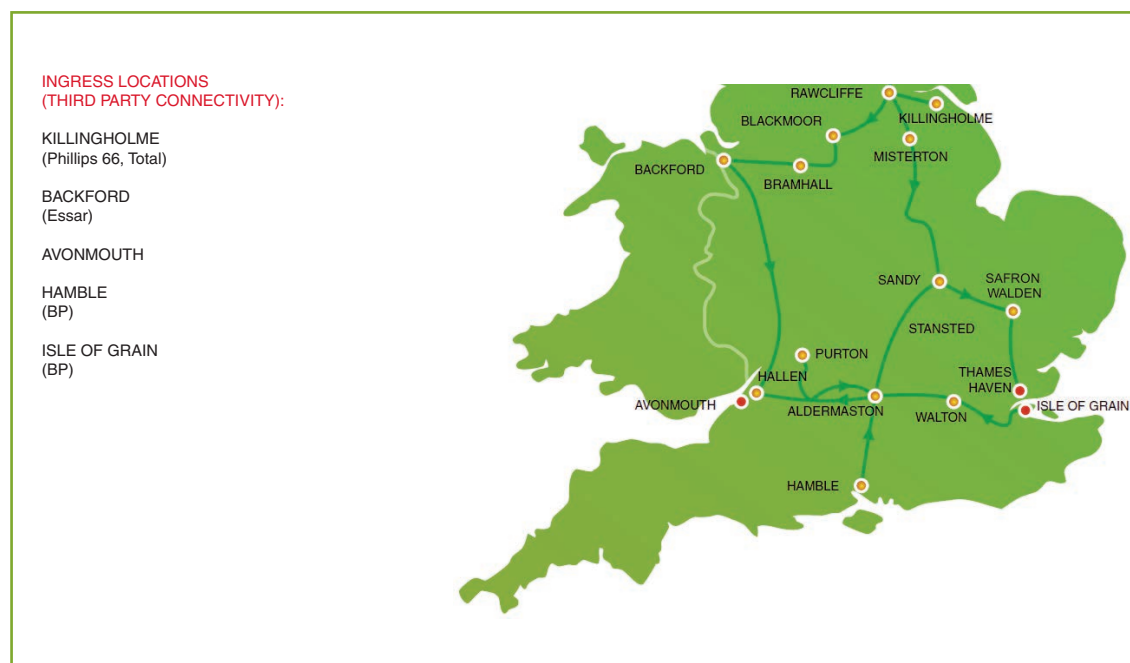 INGRESS LOCATIONS
(THIRD PARTY CONNECTIVITY):
KILLINGHOLME
(Phillips 66, Total)
BACKFORD
(Essar)
AVONMOUTH
HAMBLE
(BP)
ISLE OF GRAIN
(BP)
RAWCLIFFE
KILLINGHOLME
BLACKMOOR
MISTERTON
BACKFORD
BRAMHALL
SANDY
SAFRON
WALDEN
STANSTED
PURTON
HALLEN
THAMES
HAVEN
AVONMOUTH
ALDERMASTON
WALTON
ISLE OF GRAIN
HAMBLE